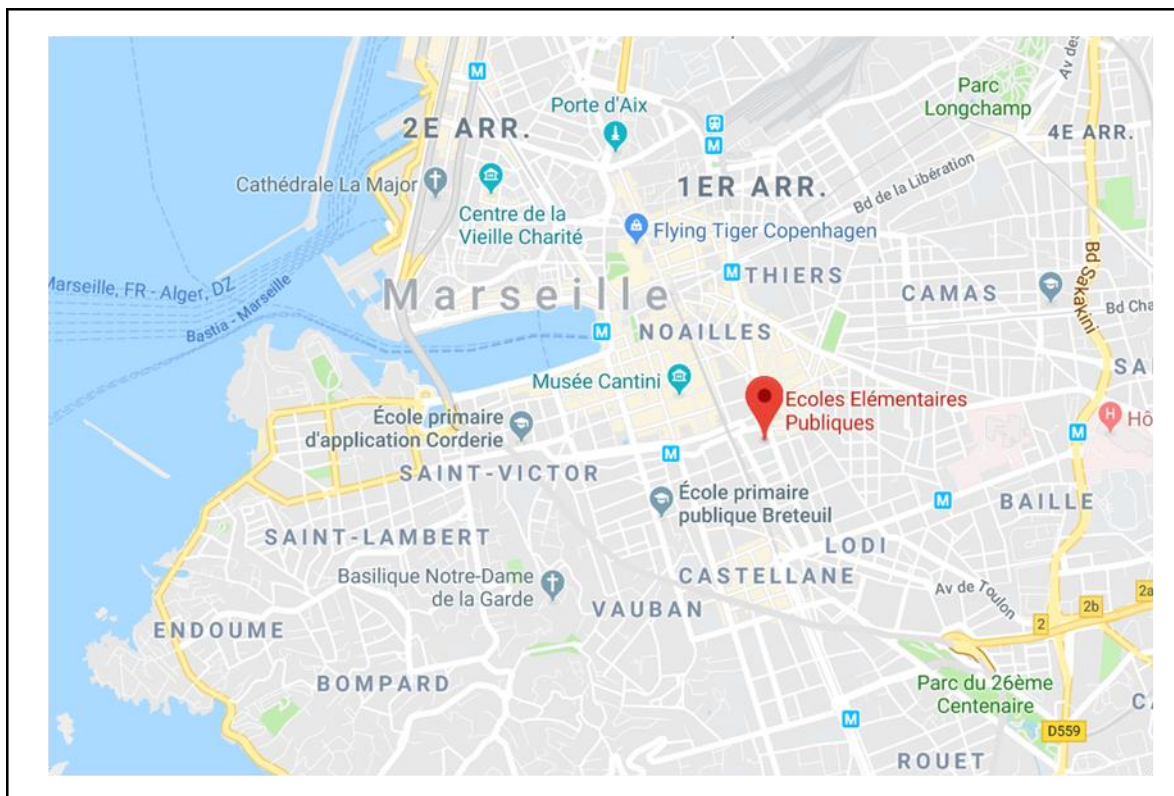 Av des
Parc
Longchamp
M
Porte d'Aix
2E ARR.
4E ARR.
M
Bd de la Libération
Cathédrale La Major
1ER ARR.
Centre de la
Vieille Charité
Flying Tiger Copenhagen
Marseille, FR - Alger, DZ
Bastia - Marseille
Marseille
M
THIERS
CAMAS
Bd Sakakini
Bd Cha
M
NOAILLES
SA
Musée Cantini
Ecoles Elémentaires
Publiques
École primaire
d'application Corderie
H
Hô
M
SAINT-VICTOR
M
École primaire
publique Breteuil
M
BAILLE
SAINT-LAMBERT
LODI
Basilique Notre-Dame
de la Garde
CASTELLANE
Av de Toulon
VAUBAN
2
2b
2a
ENDOUME
BOMPARD
Parc du 26ème
Centenaire
CA
M
D559
ROUET